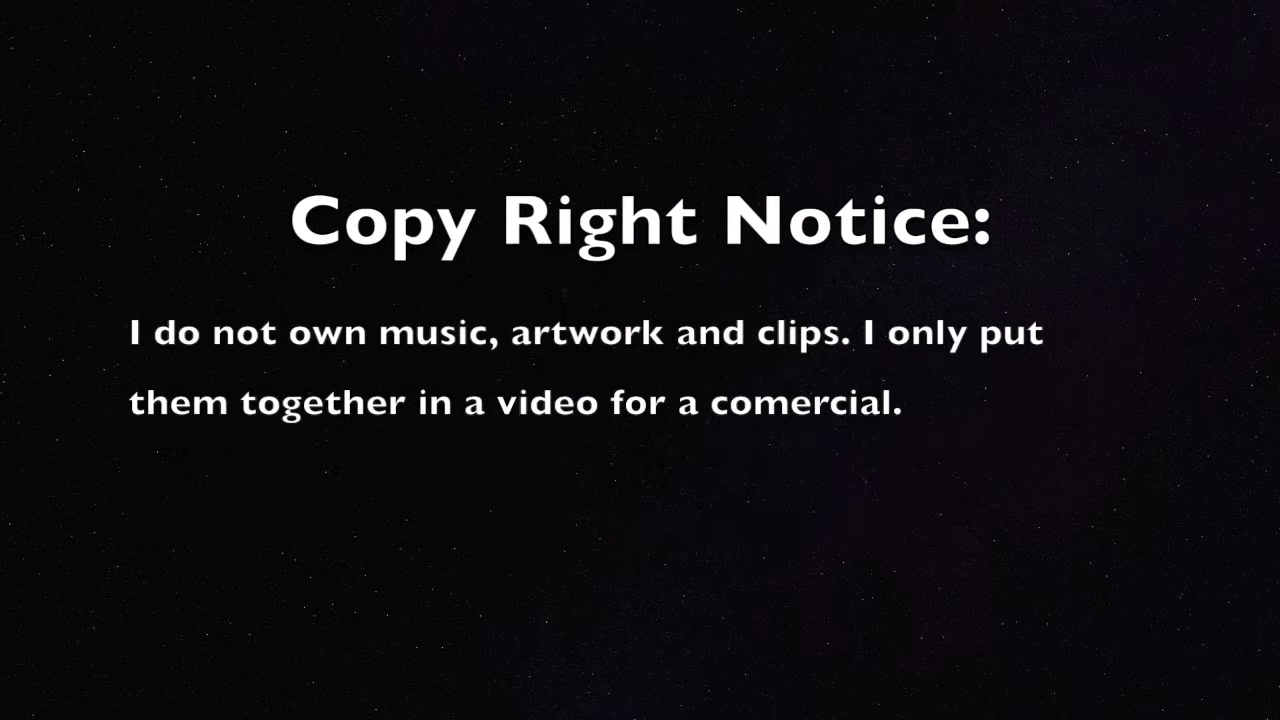 Copy Right Notice:
I do not own music, artwork and clips. I only put
them together in a video for a comercial.